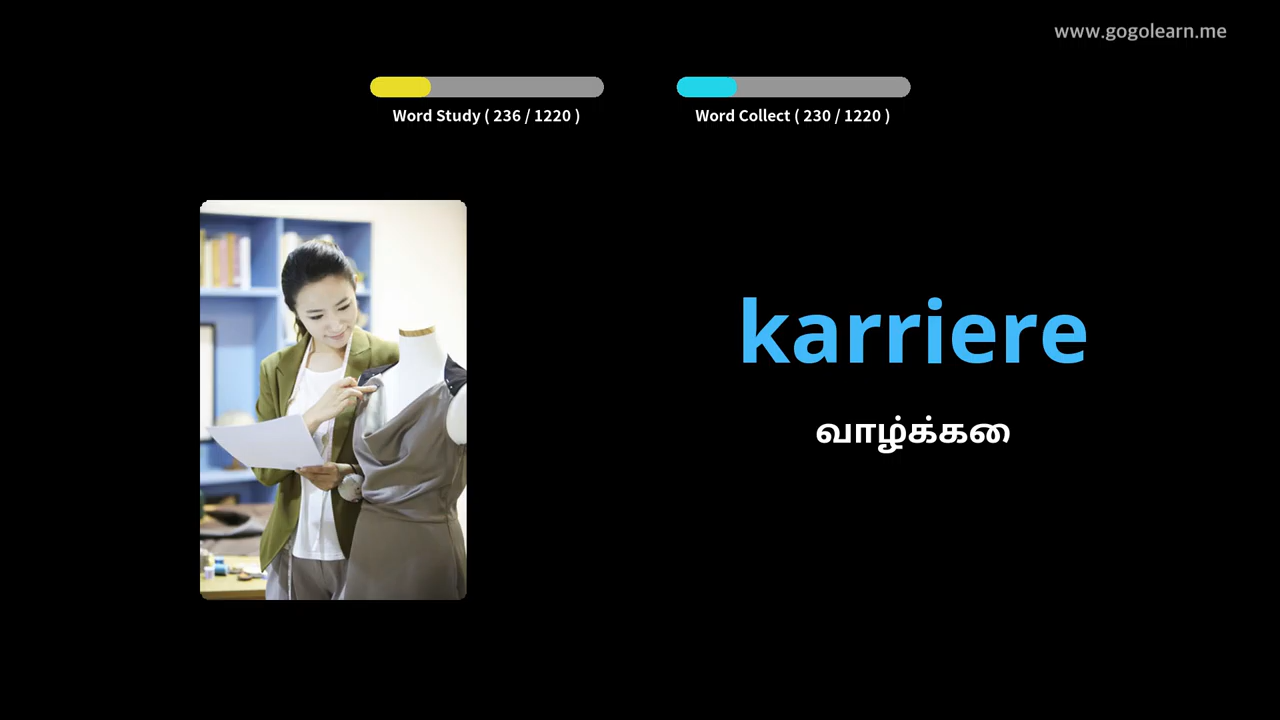 www.gogolearn.me
Word Study ( 236 / 1220 )
Word Collect ( 230 / 1220 )
karriere
வாழ்க்கை